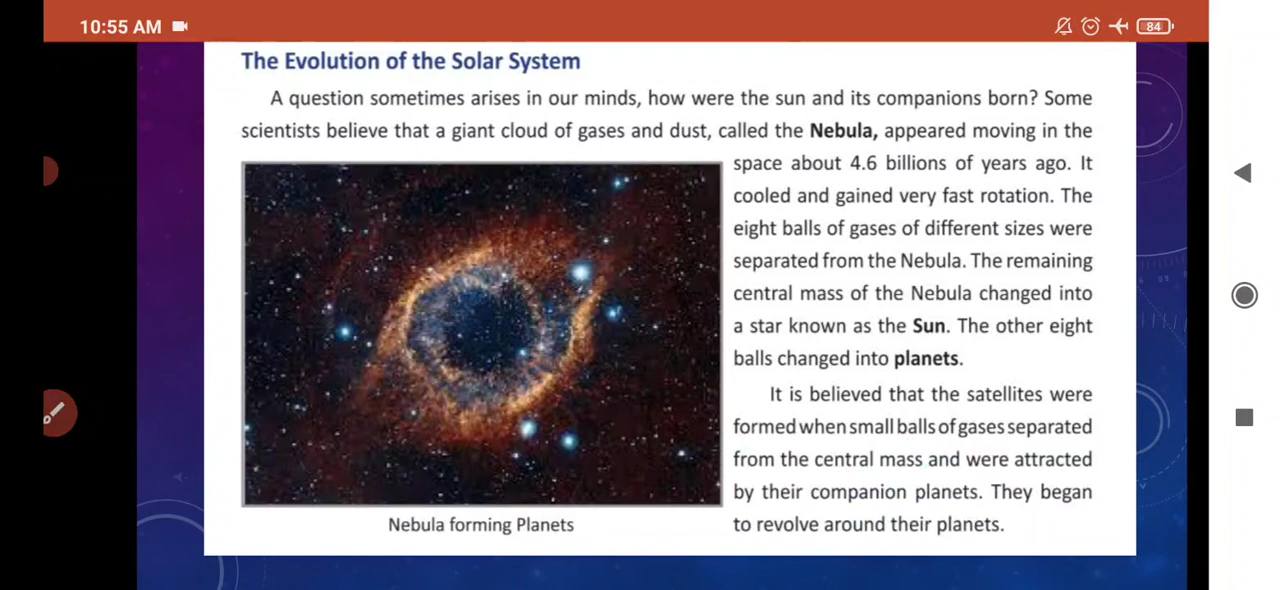 10:55 AM
84
The Evolution of the Solar System
A question sometimes arises in our minds, how were the sun and its companions born? Some
scientists believe that a giant cloud of gases and dust, called the Nebula, appeared moving in the
space about 4.6 billions of years ago. It
cooled and gained very fast rotation. The
eight balls of gases of different sizes were
separated from the Nebula. The remaining
central mass of the Nebula changed into
a star known as the Sun. The other eight
balls changed into planets.
It is believed that the satellites were
formed when small balls of gases separated
from the central mass and were attracted
by their companion planets. They began
to revolve around their planets.
Nebula forming Planets